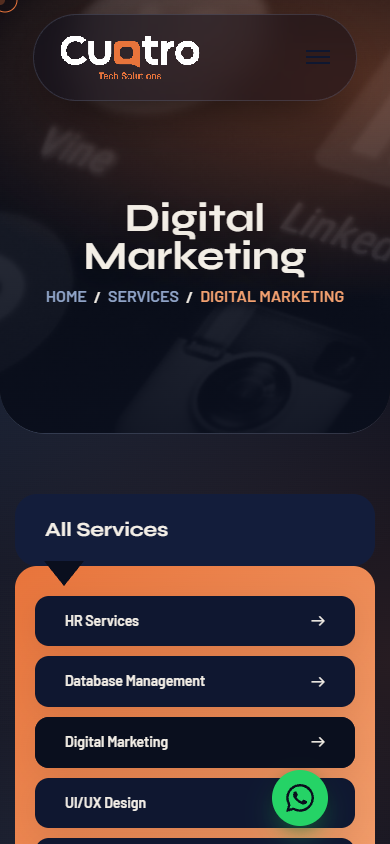 Cuatro
Tech Solutions
Vine
Linked
Digital
Marketing
HOME / SERVICES / DIGITAL MARKETING
All Services
HR Services
Database Management
Digital Marketing
UI/UX Design